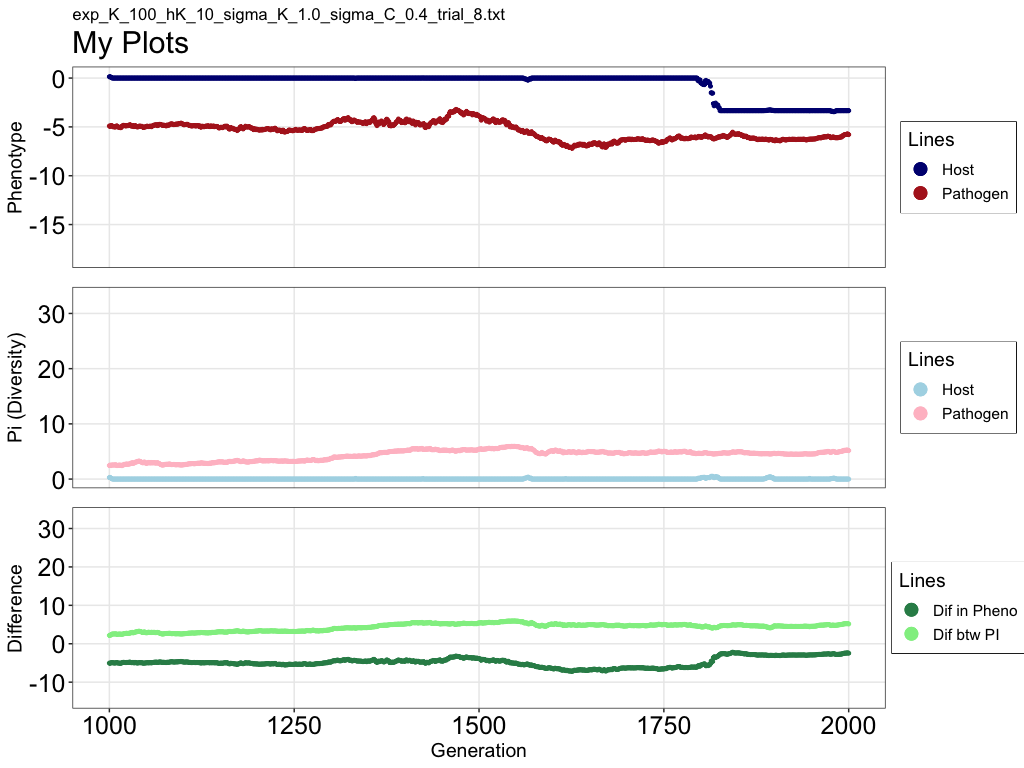 exp_K_100_hK_10_sigma_K_1.0_sigma_C_0.4_trial_8.txt
My Plots
Phenotype
0
-5
-10
-15
Lines
Host
Pathogen
Pi (Diversity)
30
20
10
0
Lines
Host
Pathogen
Difference
30
20
10
0
-10
Lines
Dif in Pheno
Dif btw PI
1000 1250 1500 1750 2000
Generation